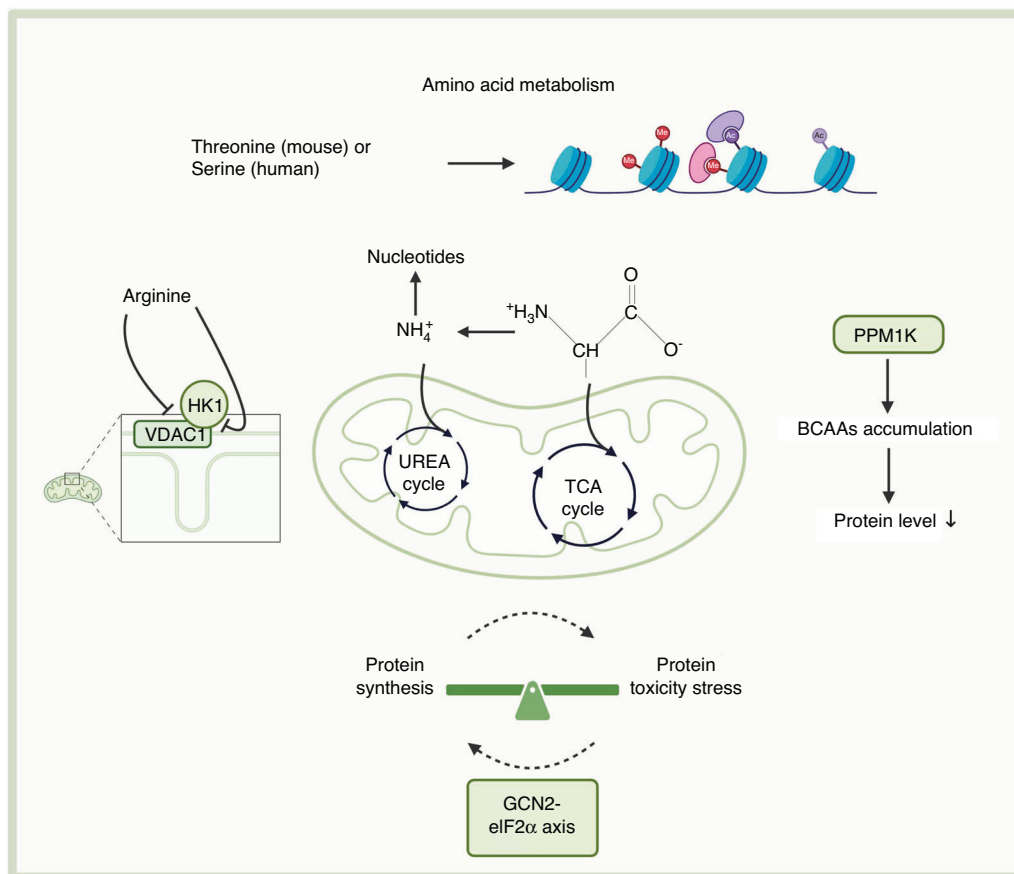 Amino acid metabolism
Threonine (mouse) or
Serine (human)
Me
Me
Me
Ac
Ac
Nucleotides
NH₄⁺
⁺H₃N
O
C
CH
O⁻
Arginine
HK1
VDAC1
UREA
cycle
TCA
cycle
PPM1K
BCAAs accumulation
Protein level ↓
Protein
synthesis
Protein
toxicity stress
GCN2-
eIF2α axis